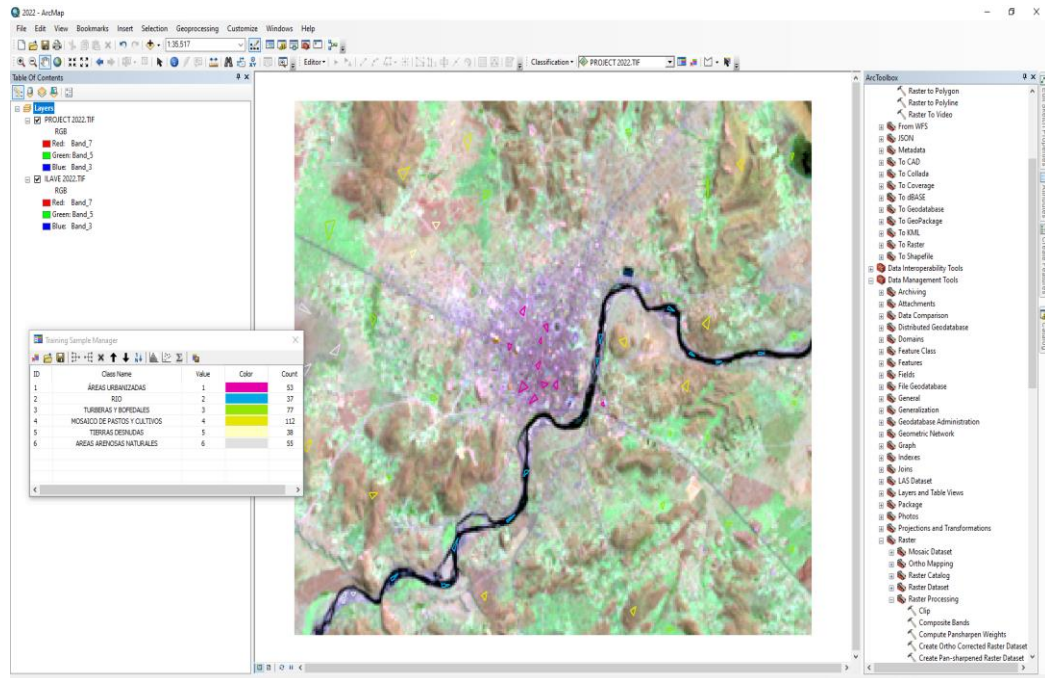 2022 - ArcMap
File Edit View Bookmarks Insert Selection Geoprocessing Customize Windows Help
1:35,517
Editor
Classification
PROJECT 2022.TIF
Table Of Contents
Layers
PROJECT 2022.TIF
RGB
Red: Band_7
Green: Band_5
Blue: Band_3
ILAVE 2022.TIF
RGB
Red: Band_7
Green: Band_5
Blue: Band_3
Training Sample Manager
ID Class Name Value Color Count
1 ÁREAS URBANIZADAS 1 53
2 RIO 2 37
3 TURBERAS Y BOFEDALES 3 77
4 MOSAICO DE PASTOS Y CULTIVOS 4 112
5 TIERRAS DESNUDAS 5 38
6 AREAS ARENOSAS NATURALES 6 55
ArcToolbox
Raster to Polygon
Raster to Polyline
Raster To Video
From WFS
JSON
Metadata
To CAD
To Collada
To Coverage
To dBASE
To Geodatabase
To GeoPackage
To KML
To Raster
To Shapefile
Data Interoperability Tools
Data Management Tools
Archiving
Attachments
Data Comparison
Distributed Geodatabase
Domains
Feature Class
Features
Fields
File Geodatabase
General
Generalization
Geodatabase Administration
Geometric Network
Graph
Indexes
Joins
LAS Dataset
Layers and Table Views
Package
Photos
Projections and Transformations
Raster
Mosaic Dataset
Ortho Mapping
Raster Catalog
Raster Dataset
Raster Processing
Clip
Composite Bands
Compute Pansharpen Weights
Create Ortho Corrected Raster Dataset
Create Pan-sharpened Raster Dataset